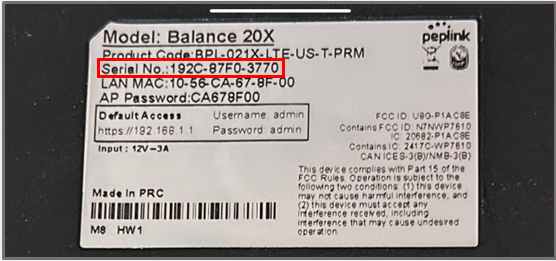 Model: Balance 20X
peplink
Product Code:BPL-021X-LTE-US-T-PRM
Serial No.:192C-87F0-3770
LAN MAC:10-56-CA-67-8F-00
AP Password:CA678F00
Default Access Username: admin
https://192.168.1.1 Password: admin
Input : 12V⎓3A
FCC ID: U8G-P1AC8E
Contains FCC ID: N7NWP7610
IC: 20682-P1AC8E
Contains IC: 2417C-WP7610
CAN ICES-3(B)/NMB-3(B)
This device complies with Part 15 of the
FCC Rules. Operation is subject to the
following two conditions: (1) this device
may not cause harmful interference, and
(2) this device must accept any
interference received, including
interference that may cause undesired
operation.
Made in PRC
M8 HW1